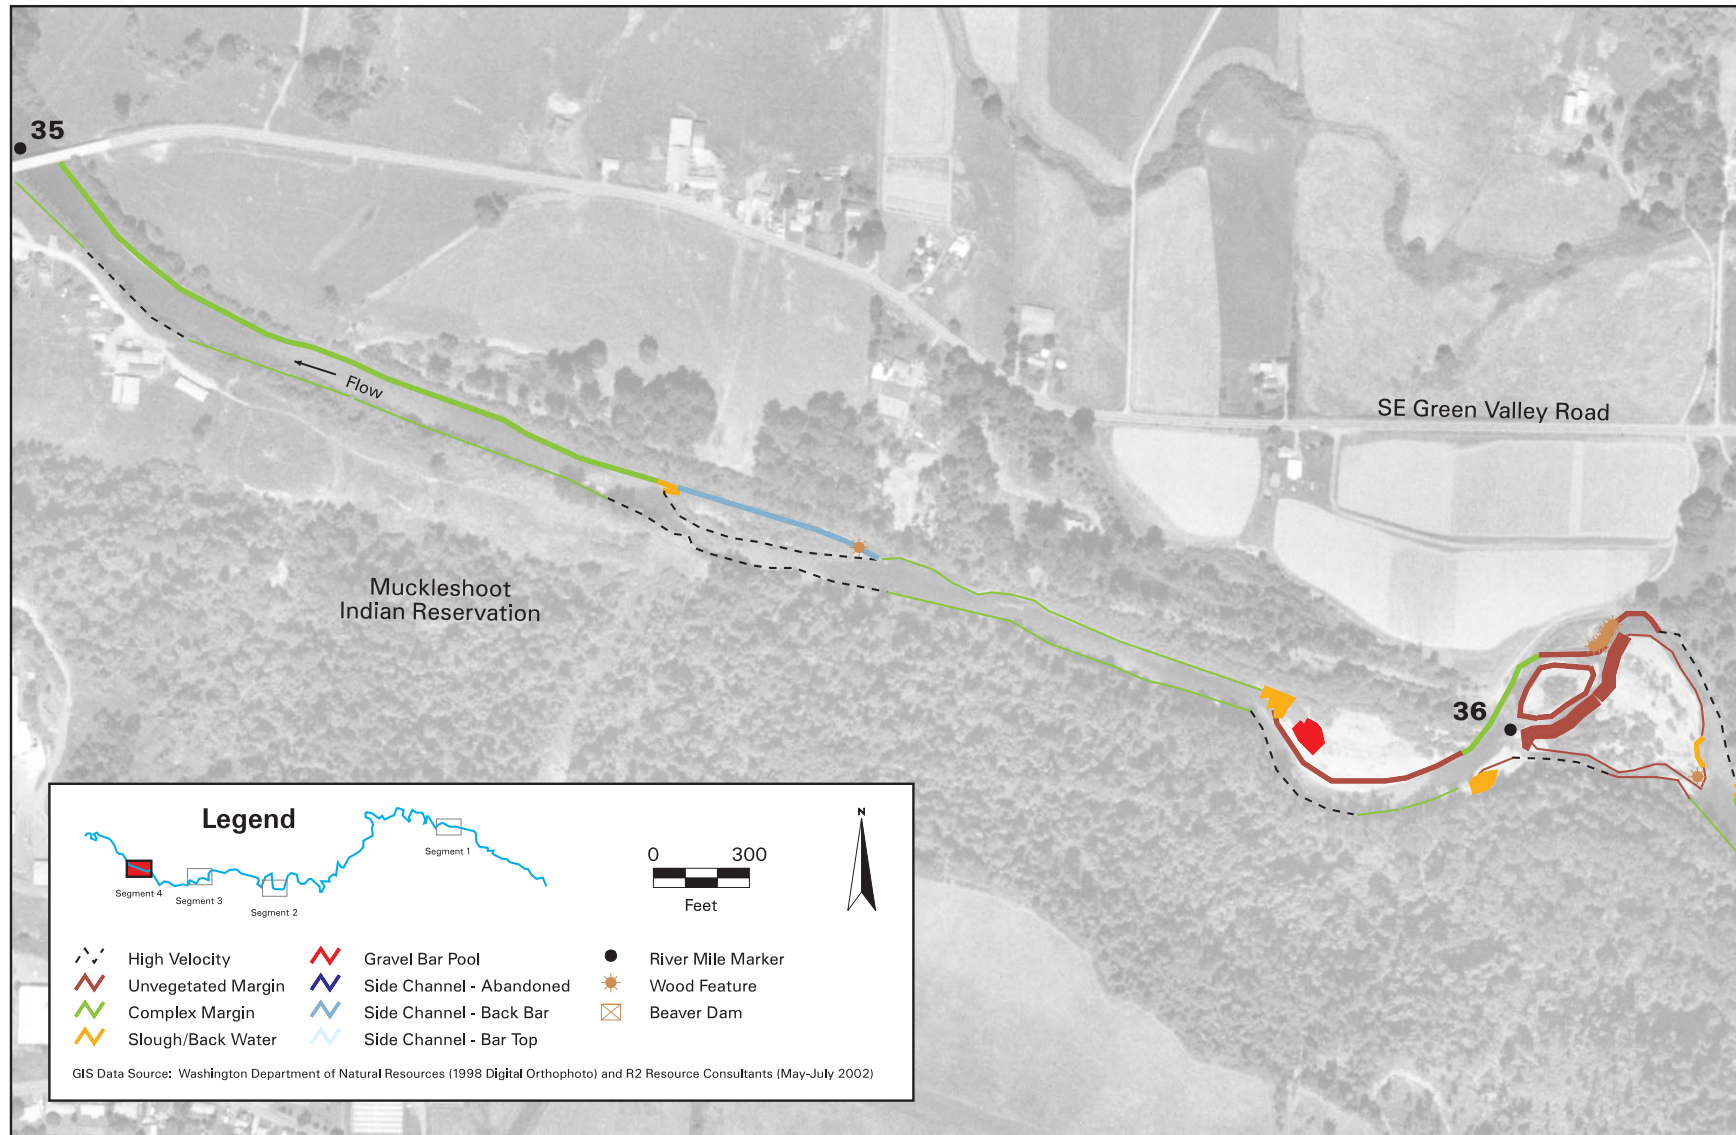 35
Flow
SE Green Valley Road
Muckleshoot
Indian Reservation
36
Legend
N
Segment 1
Segment 4
Segment 3
Segment 2
0 300
Feet
High Velocity
Unvegetated Margin
Complex Margin
Slough/Back Water
Gravel Bar Pool
Side Channel - Abandoned
Side Channel - Back Bar
Side Channel - Bar Top
River Mile Marker
Wood Feature
Beaver Dam
GIS Data Source: Washington Department of Natural Resources (1998 Digital Orthophoto) and R2 Resource Consultants (May-July 2002)